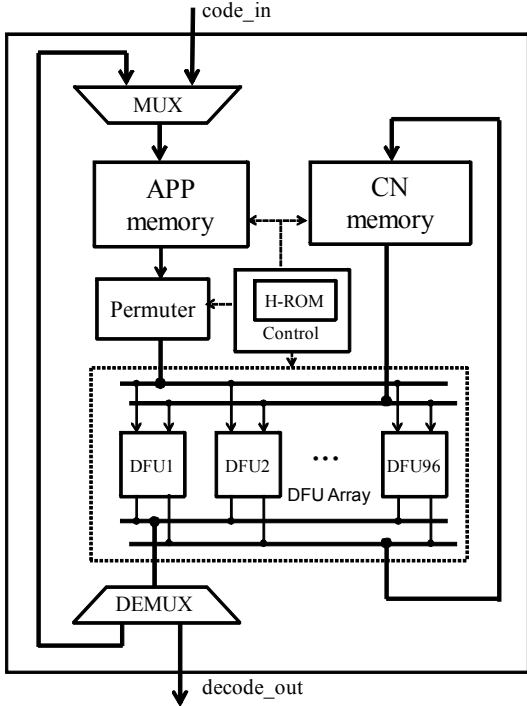 code_in
MUX
APP
memory
CN
memory
Permuter
H-ROM
Control
DFU1
DFU2
...
DFU96
DFU Array
DEMUX
decode_out